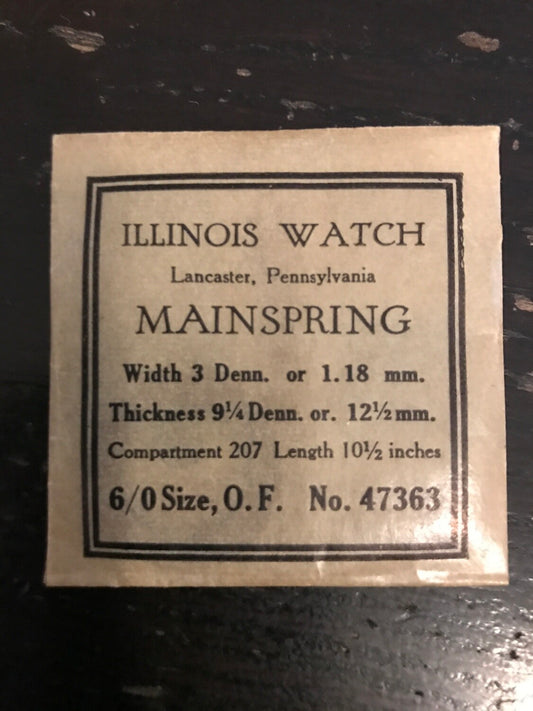 ILLINOIS WATCH
Lancaster, Pennsylvania
MAINSPRING
Width 3 Denn. or 1.18 mm.
Thickness 9¼ Denn. or. 12½ mm.
Compartment 207 Length 10½ inches
6/0 Size, O.F. No. 47363